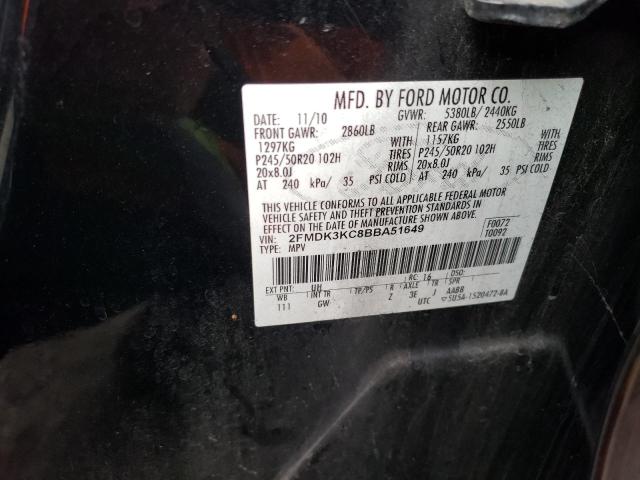 MFD. BY FORD MOTOR CO.
DATE: 11/10 GVWR: 5380LB/ 2440KG
FRONT GAWR: 2860LB REAR GAWR: 2550LB
1297KG WITH 1157KG WITH
P245/50R20 102H TIRES P245/50R20 102H TIRES
20x8.0J RIMS 20x8.0J RIMS
AT 240 kPa/ 35 PSI COLD AT 240 kPa/ 35 PSI COLD
THIS VEHICLE CONFORMS TO ALL APPLICABLE FEDERAL MOTOR
VEHICLE SAFETY AND THEFT PREVENTION STANDARDS IN
EFFECT ON THE DATE OF MANUFACTURE SHOWN ABOVE.
VIN: 2FMDK3KC8BBA51649 F0072
TYPE: MPV T0092
EXT PNT: UH RC: 16 DSO:
WB INT TR TP/PS R AXLE TR SPR
111 GW Z 3E J AABB
UTC 5U5A-1520472-BA